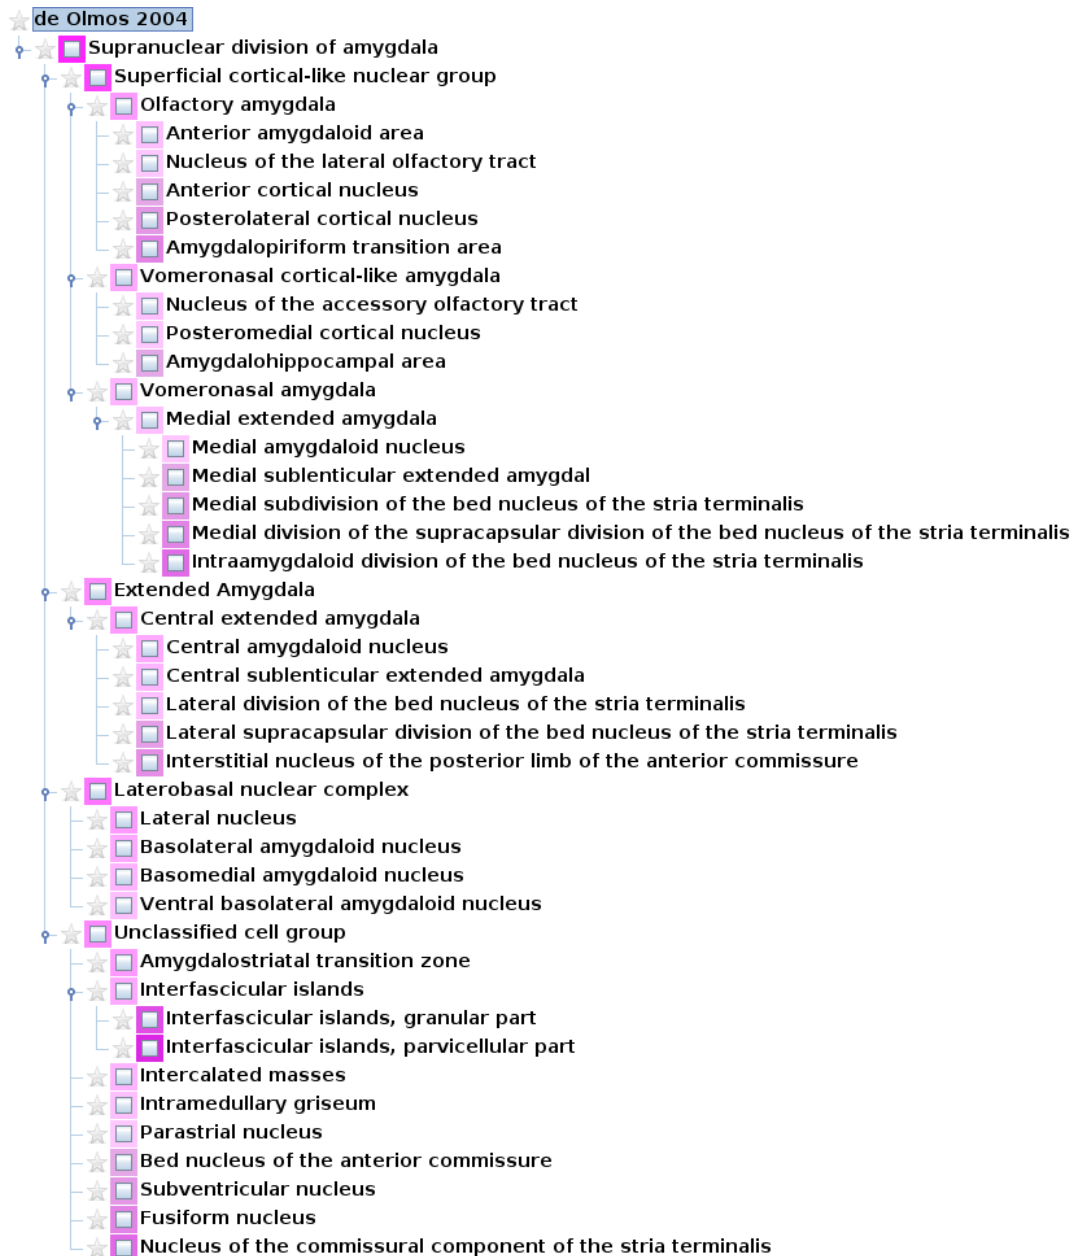 de Olmos 2004
Supranuclear division of amygdala
Superficial cortical-like nuclear group
Olfactory amygdala
Anterior amygdaloid area
Nucleus of the lateral olfactory tract
Anterior cortical nucleus
Posterolateral cortical nucleus
Amygdalopiriform transition area
Vomeronasal cortical-like amygdala
Nucleus of the accessory olfactory tract
Posteromedial cortical nucleus
Amygdalohippocampal area
Vomeronasal amygdala
Medial extended amygdala
Medial amygdaloid nucleus
Medial sublenticular extended amygdal
Medial subdivision of the bed nucleus of the stria terminalis
Medial division of the supracapsular division of the bed nucleus of the stria terminalis
Intraamygdaloid division of the bed nucleus of the stria terminalis
Extended Amygdala
Central extended amygdala
Central amygdaloid nucleus
Central sublenticular extended amygdala
Lateral division of the bed nucleus of the stria terminalis
Lateral supracapsular division of the bed nucleus of the stria terminalis
Interstitial nucleus of the posterior limb of the anterior commissure
Laterobasal nuclear complex
Lateral nucleus
Basolateral amygdaloid nucleus
Basomedial amygdaloid nucleus
Ventral basolateral amygdaloid nucleus
Unclassified cell group
Amygdalostriatal transition zone
Interfascicular islands
Interfascicular islands, granular part
Interfascicular islands, parvicellular part
Intercalated masses
Intramedullary griseum
Parastrial nucleus
Bed nucleus of the anterior commissure
Subventricular nucleus
Fusiform nucleus
Nucleus of the commissural component of the stria terminalis